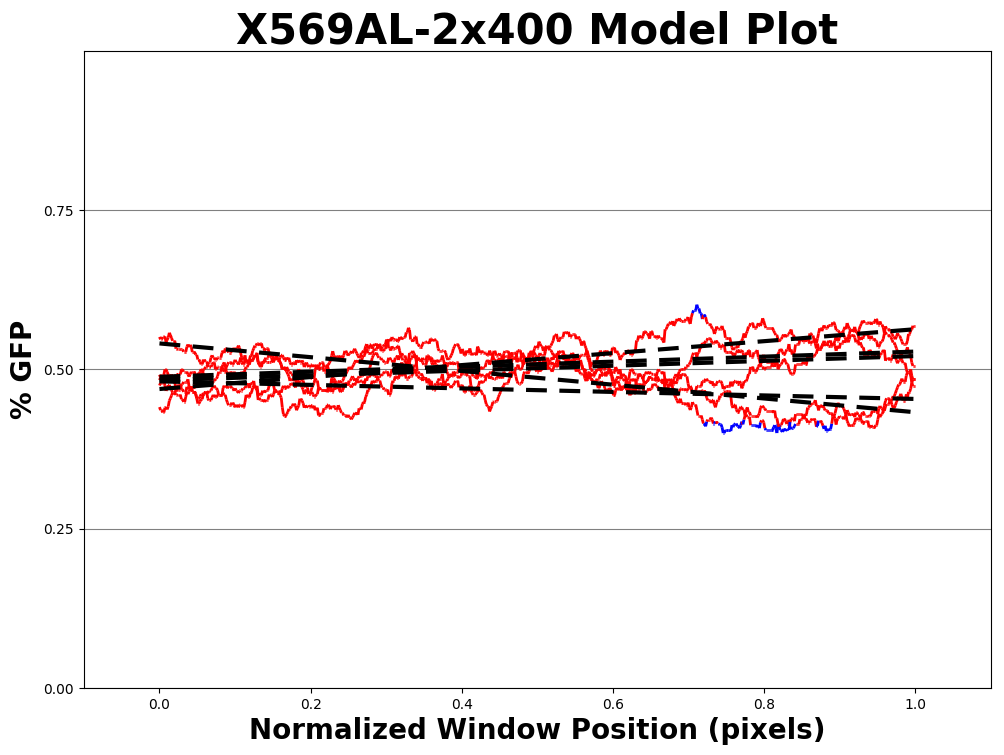 X569AL-2x400 Model Plot
% GFP
0.75
0.50
0.25
0.00
0.0 0.2 0.4 0.6 0.8 1.0
Normalized Window Position (pixels)